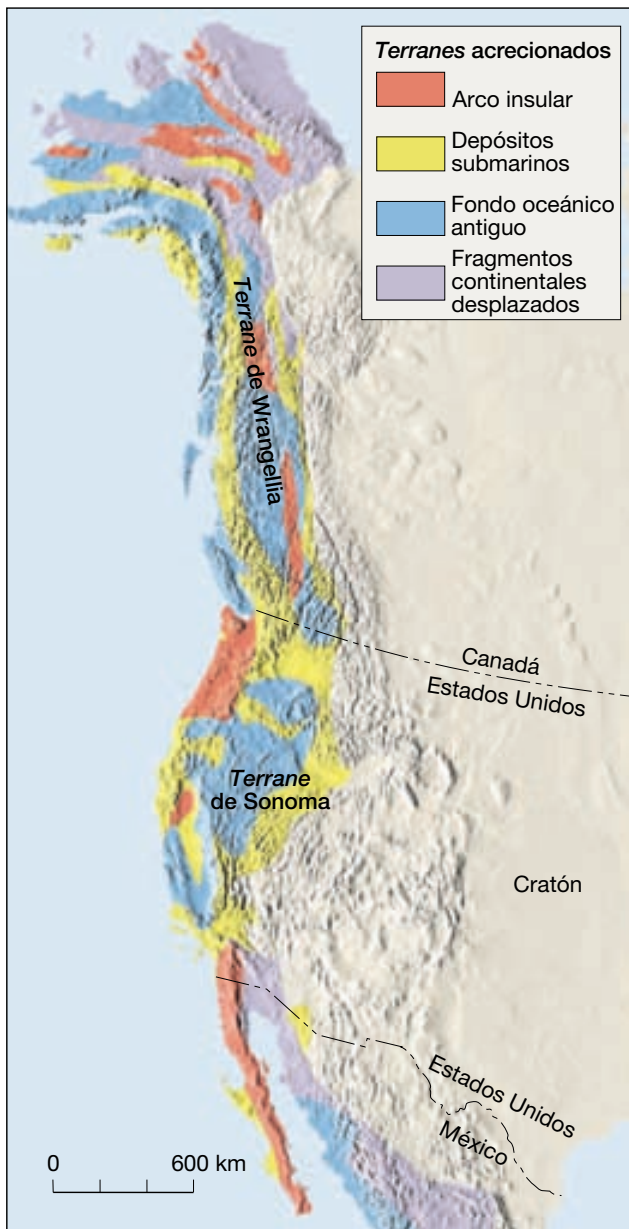 Terranes acrecionados
Arco insular
Depósitos
submarinos
Fondo oceánico
antiguo
Fragmentos
continentales
desplazados
Terrane de Wrangellia
Canadá
Estados Unidos
Terrane
de Sonoma
Cratón
Estados Unidos
México
0 600 km